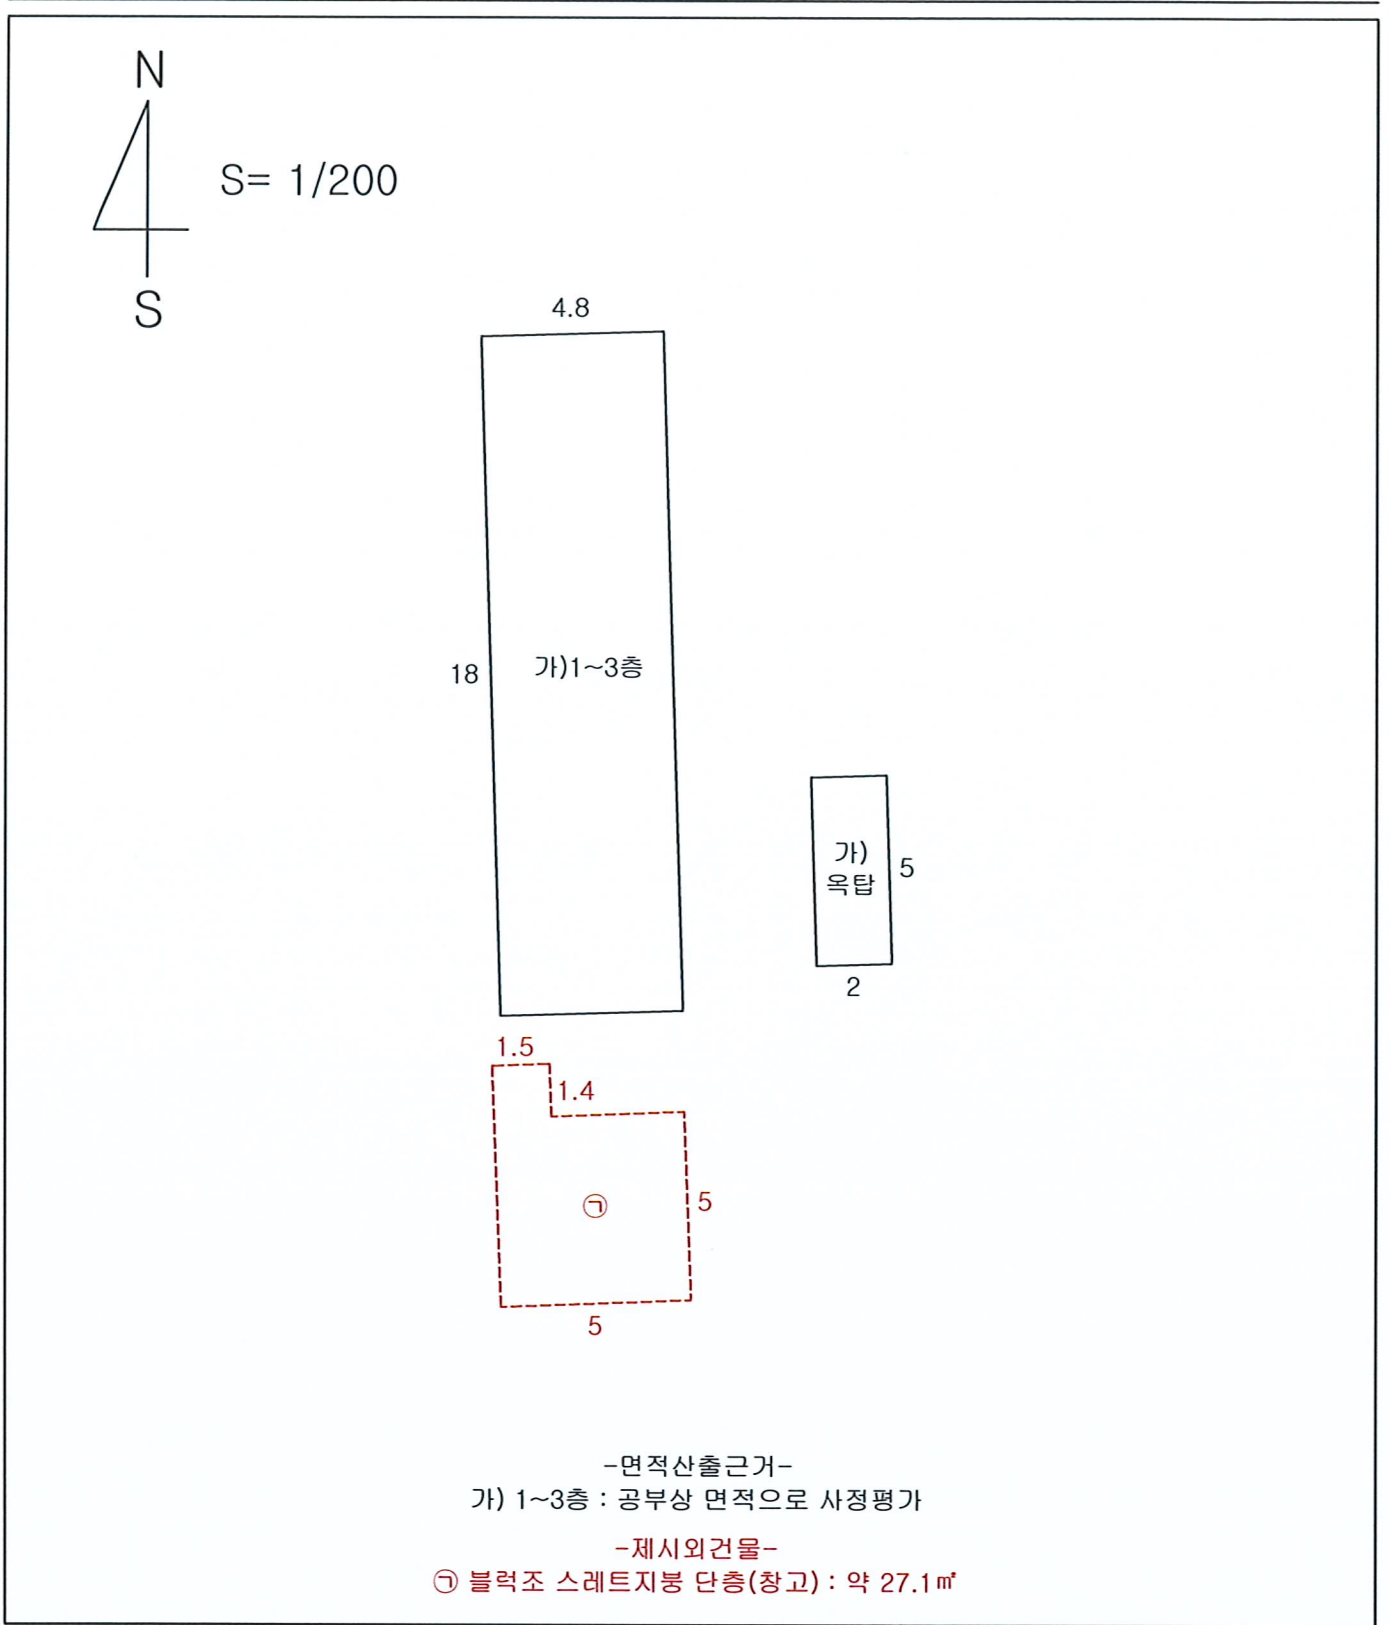 N
S= 1/200
S
4.8
18
가)1~3층
가)
옥탑
5
2
1.5
1.4
㉠
5
5
-면적산출근거-
가) 1~3층 : 공부상 면적으로 사정평가
-제시외건물-
㉠ 블럭조 스레트지붕 단층(창고) : 약 27.1㎡